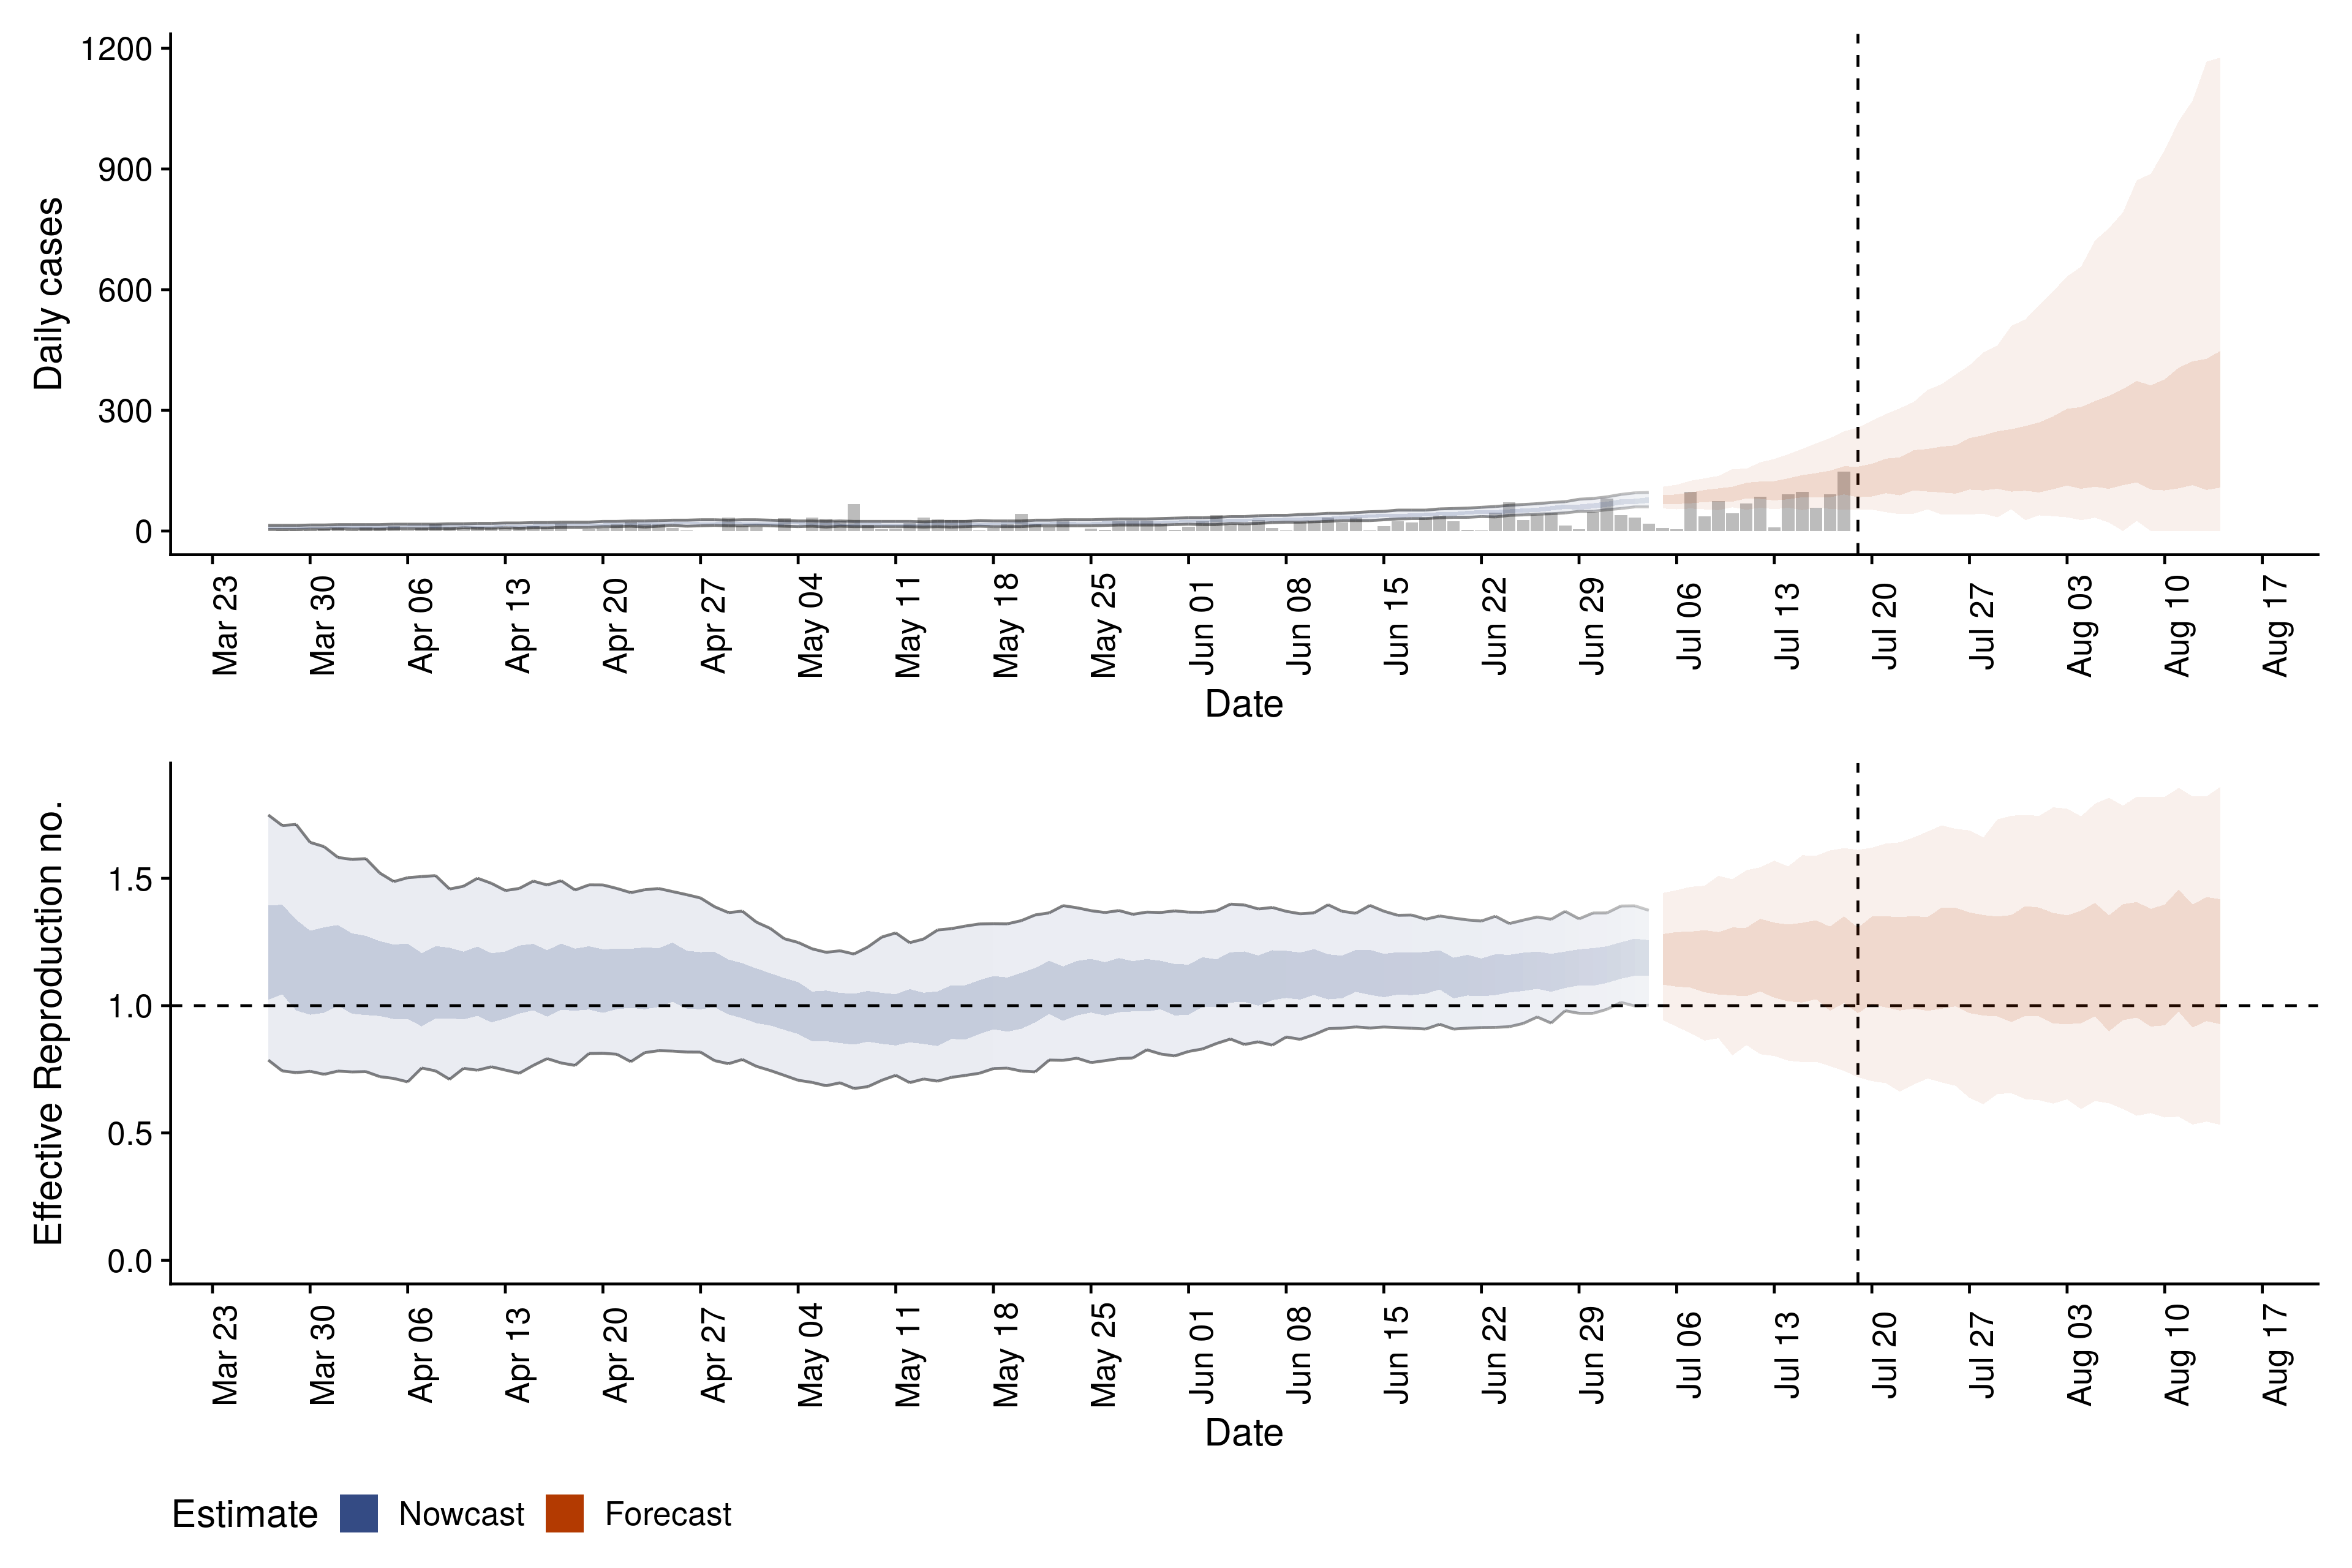 1200
900
600
300
0
Daily cases
Mar 23 Mar 30 Apr 06 Apr 13 Apr 20 Apr 27 May 04 May 11 May 18 May 25 Jun 01 Jun 08 Jun 15 Jun 22 Jun 29 Jul 06 Jul 13 Jul 20 Jul 27 Aug 03 Aug 10 Aug 17
Date
1.5
1.0
0.5
0.0
Effective Reproduction no.
Mar 23 Mar 30 Apr 06 Apr 13 Apr 20 Apr 27 May 04 May 11 May 18 May 25 Jun 01 Jun 08 Jun 15 Jun 22 Jun 29 Jul 06 Jul 13 Jul 20 Jul 27 Aug 03 Aug 10 Aug 17
Date
Estimate Nowcast Forecast